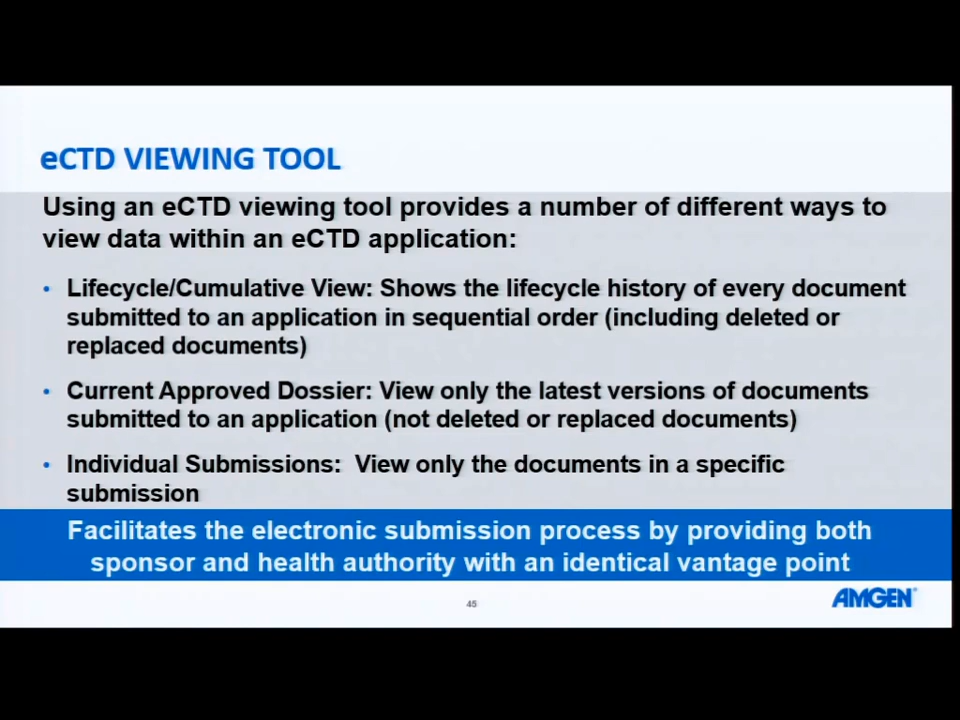 eCTD VIEWING TOOL
Using an eCTD viewing tool provides a number of different ways to
view data within an eCTD application:
• Lifecycle/Cumulative View: Shows the lifecycle history of every document
submitted to an application in sequential order (including deleted or
replaced documents)
• Current Approved Dossier: View only the latest versions of documents
submitted to an application (not deleted or replaced documents)
• Individual Submissions:  View only the documents in a specific
submission
Facilitates the electronic submission process by providing both
sponsor and health authority with an identical vantage point
45
AMGEN®